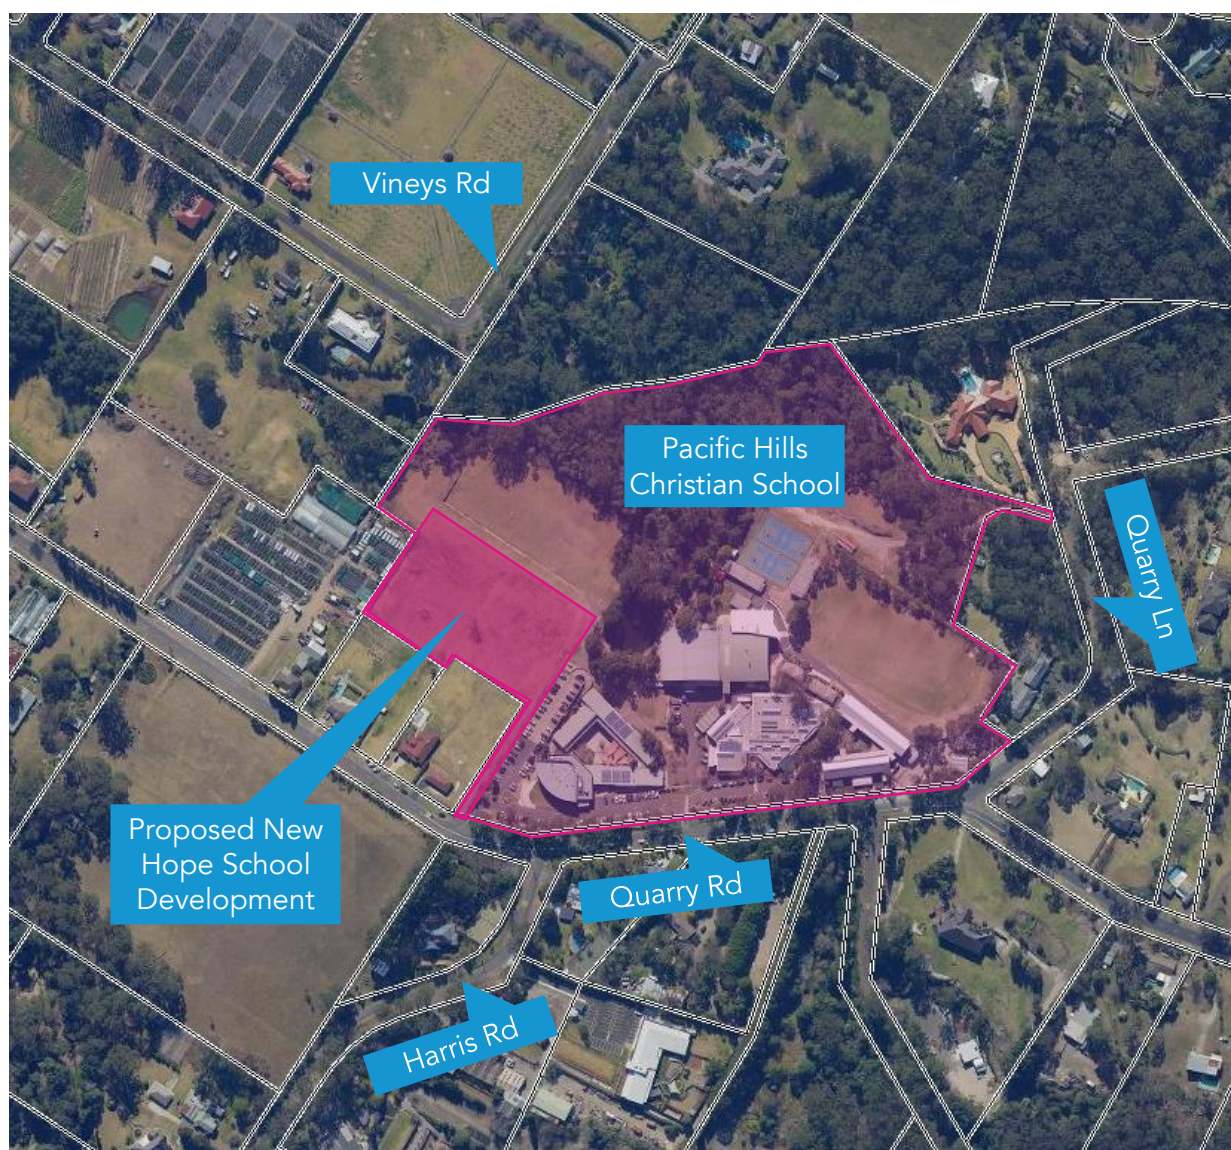 Vineys Rd
Pacific Hills
Christian School
Quarry Ln
Proposed New
Hope School
Development
Quarry Rd
Harris Rd